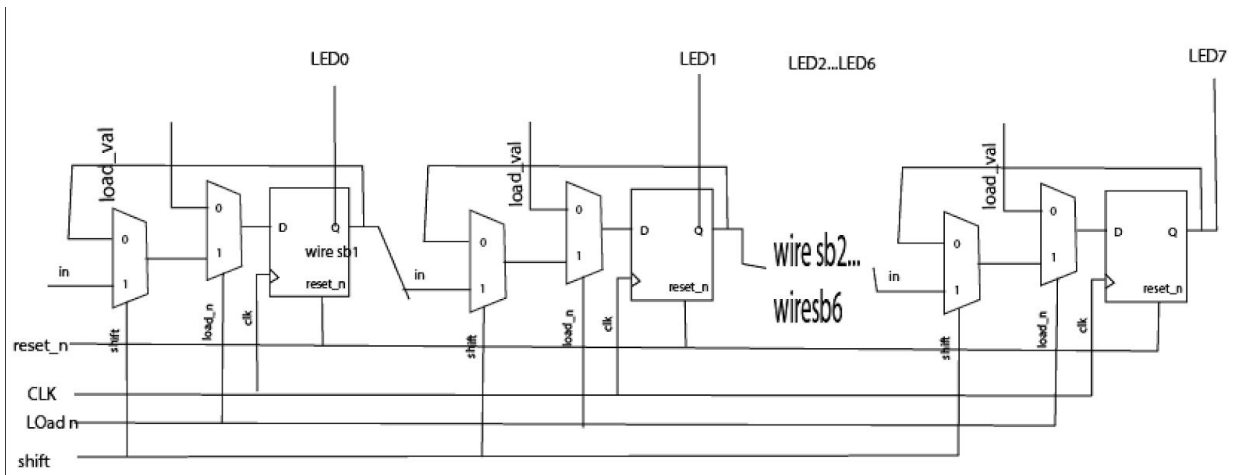 LED0
LED1
LED2...LED6
LED7
load_val
load_val
load_val
0
1
in
0
1
D
Q
wire sb1
reset_n
shift
load_n
clk
0
1
in
0
1
D
Q
reset_n
shift
load_n
clk
wire sb2...
wiresb6
in
0
1
0
1
D
Q
reset_n
shift
load_n
clk
reset_n
CLK
LOad n
shift